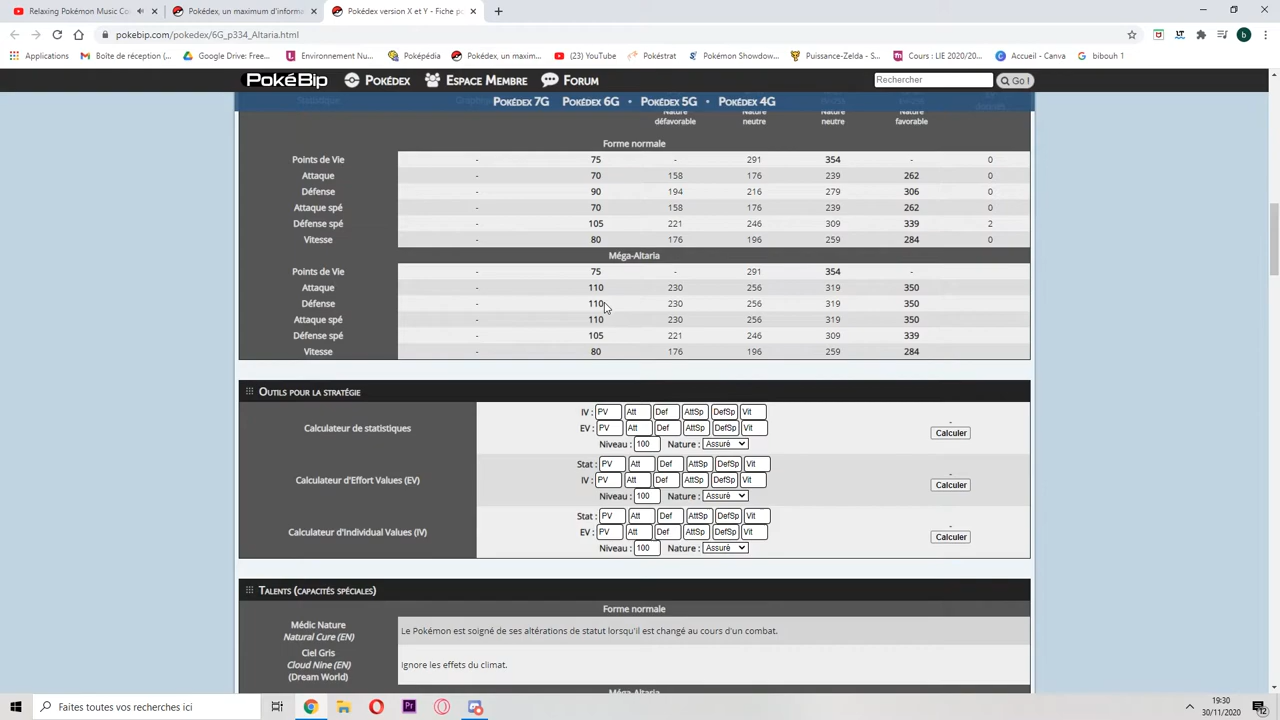 Relaxing Pokémon Music Co
Pokédex, un maximum d'informa
Pokédex version X et Y - Fiche po
pokebip.com/pokedex/6G_p334_Altaria.html
Applications
Boîte de réception (...
Google Drive: Free...
Environnement Nu...
Poképédia
Pokédex, un maxim...
(23) YouTube
Pokéstrat
Pokémon Showdow...
Puissance-Zelda - S...
Cours : LIE 2020/20...
Accueil - Canva
bibouh 1
PokéBip
Pokédex
Espace Membre
Forum
Rechercher
Go !
Pokédex 7G Pokédex 6G • Pokédex 5G • Pokédex 4G
Nature défavorable
Nature neutre
Nature neutre
Nature favorable
Forme normale
Points de Vie - 75 - 291 354 - 0
Attaque - 70 158 176 239 262 0
Défense - 90 194 216 279 306 0
Attaque spé - 70 158 176 239 262 0
Défense spé - 105 221 246 309 339 2
Vitesse - 80 176 196 259 284 0
Méga-Altaria
Points de Vie - 75 - 291 354 -
Attaque - 110 230 256 319 350
Défense - 110 230 256 319 350
Attaque spé - 110 230 256 319 350
Défense spé - 105 221 246 309 339
Vitesse - 80 176 196 259 284
Outils pour la stratégie
Calculateur de statistiques
IV : PV Att Def AttSp DefSp Vit
EV : PV Att Def AttSp DefSp Vit
Niveau : 100 Nature : Assuré
-
Calculer
Calculateur d'Effort Values (EV)
Stat : PV Att Def AttSp DefSp Vit
IV : PV Att Def AttSp DefSp Vit
Niveau : 100 Nature : Assuré
-
Calculer
Calculateur d'Individual Values (IV)
Stat : PV Att Def AttSp DefSp Vit
EV : PV Att Def AttSp DefSp Vit
Niveau : 100 Nature : Assuré
-
Calculer
Talents (capacités spéciales)
Forme normale
Médic Nature
Natural Cure (EN)
Le Pokémon est soigné de ses altérations de statut lorsqu'il est changé au cours d'un combat.
Ciel Gris
Cloud Nine (EN)
(Dream World)
Ignore les effets du climat.
Méga-Altaria
Faites toutes vos recherches ici
19:30
30/11/2020